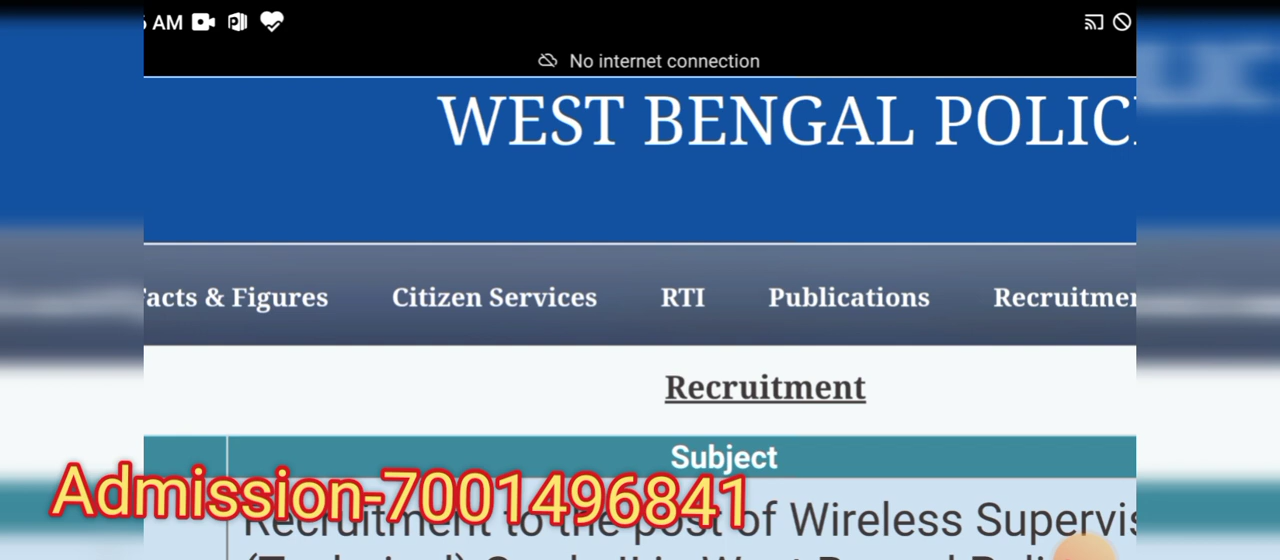 AM
No internet connection
WEST BENGAL POLIC
Facts & Figures Citizen Services RTI Publications Recruitmen
Recruitment
Subject
Admission-7001496841
Recruitment to the post of Wireless Supervis